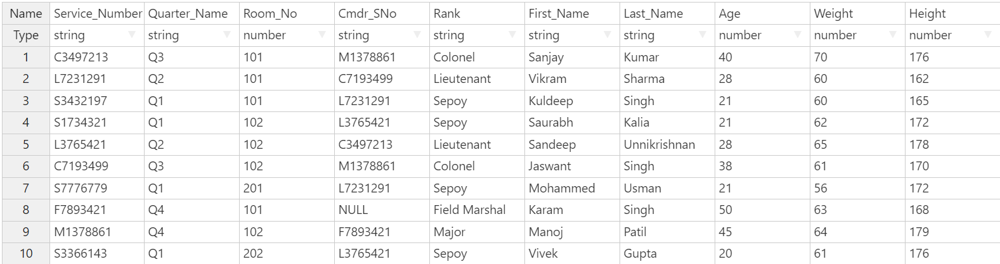 Name Service_Number Quarter_Name Room_No Cmdr_SNo Rank First_Name Last_Name Age Weight Height
Type string string number string string string string number number number
1 C3497213 Q3 101 M1378861 Colonel Sanjay Kumar 40 70 176
2 L7231291 Q2 101 C7193499 Lieutenant Vikram Sharma 28 60 162
3 S3432197 Q1 101 L7231291 Sepoy Kuldeep Singh 21 60 165
4 S1734321 Q1 102 L3765421 Sepoy Saurabh Kalia 21 62 172
5 L3765421 Q2 102 C3497213 Lieutenant Sandeep Unnikrishnan 28 65 178
6 C7193499 Q3 102 M1378861 Colonel Jaswant Singh 38 61 170
7 S7776779 Q1 201 L7231291 Sepoy Mohammed Usman 21 56 172
8 F7893421 Q4 101 NULL Field Marshal Karam Singh 50 63 168
9 M1378861 Q4 102 F7893421 Major Manoj Patil 45 64 179
10 S3366143 Q1 202 L3765421 Sepoy Vivek Gupta 20 61 176